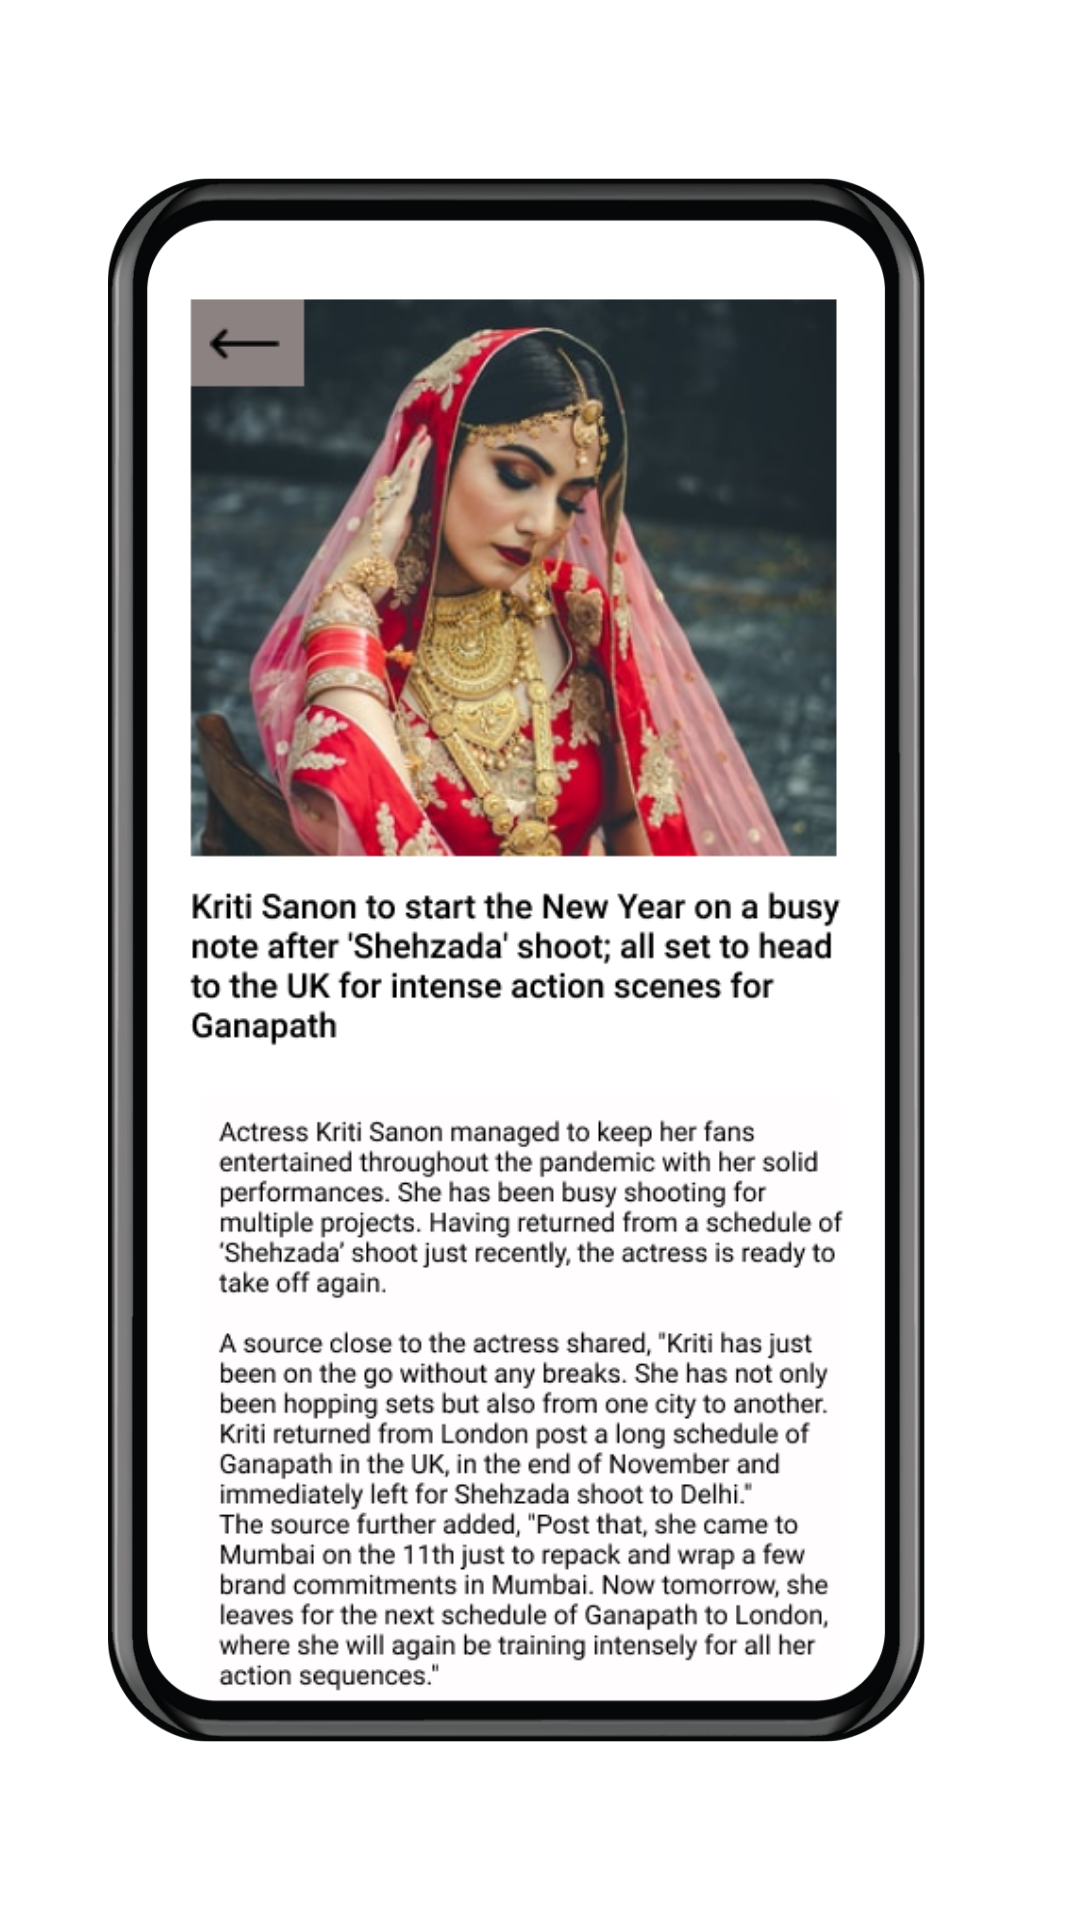 Kriti Sanon to start the New Year on a busy
note after 'Shehzada' shoot; all set to head
to the UK for intense action scenes for
Ganapath
Actress Kriti Sanon managed to keep her fans
entertained throughout the pandemic with her solid
performances. She has been busy shooting for
multiple projects. Having returned from a schedule of
‘Shehzada’ shoot just recently, the actress is ready to
take off again.
A source close to the actress shared, "Kriti has just
been on the go without any breaks. She has not only
been hopping sets but also from one city to another.
Kriti returned from London post a long schedule of
Ganapath in the UK, in the end of November and
immediately left for Shehzada shoot to Delhi."
The source further added, "Post that, she came to
Mumbai on the 11th just to repack and wrap a few
brand commitments in Mumbai. Now tomorrow, she
leaves for the next schedule of Ganapath to London,
where she will again be training intensely for all her
action sequences."